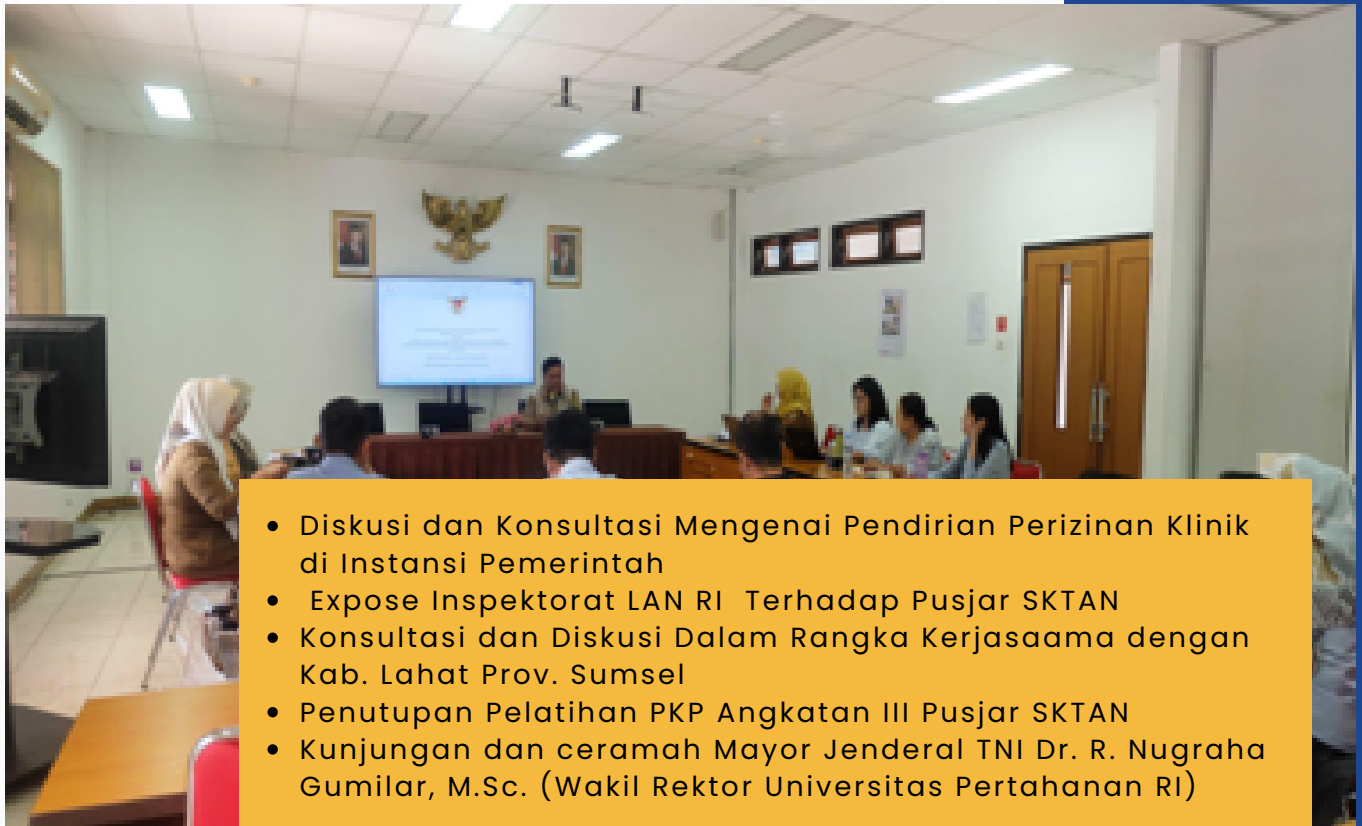 • Diskusi dan Konsultasi Mengenai Pendirian Perizinan Klinik
di Instansi Pemerintah
• Expose Inspektorat LAN RI Terhadap Pusjar SKTAN
• Konsultasi dan Diskusi Dalam Rangka Kerjasaama dengan
Kab. Lahat Prov. Sumsel
• Penutupan Pelatihan PKP Angkatan III Pusjar SKTAN
• Kunjungan dan ceramah Mayor Jenderal TNI Dr. R. Nugraha
Gumilar, M.Sc. (Wakil Rektor Universitas Pertahanan RI)